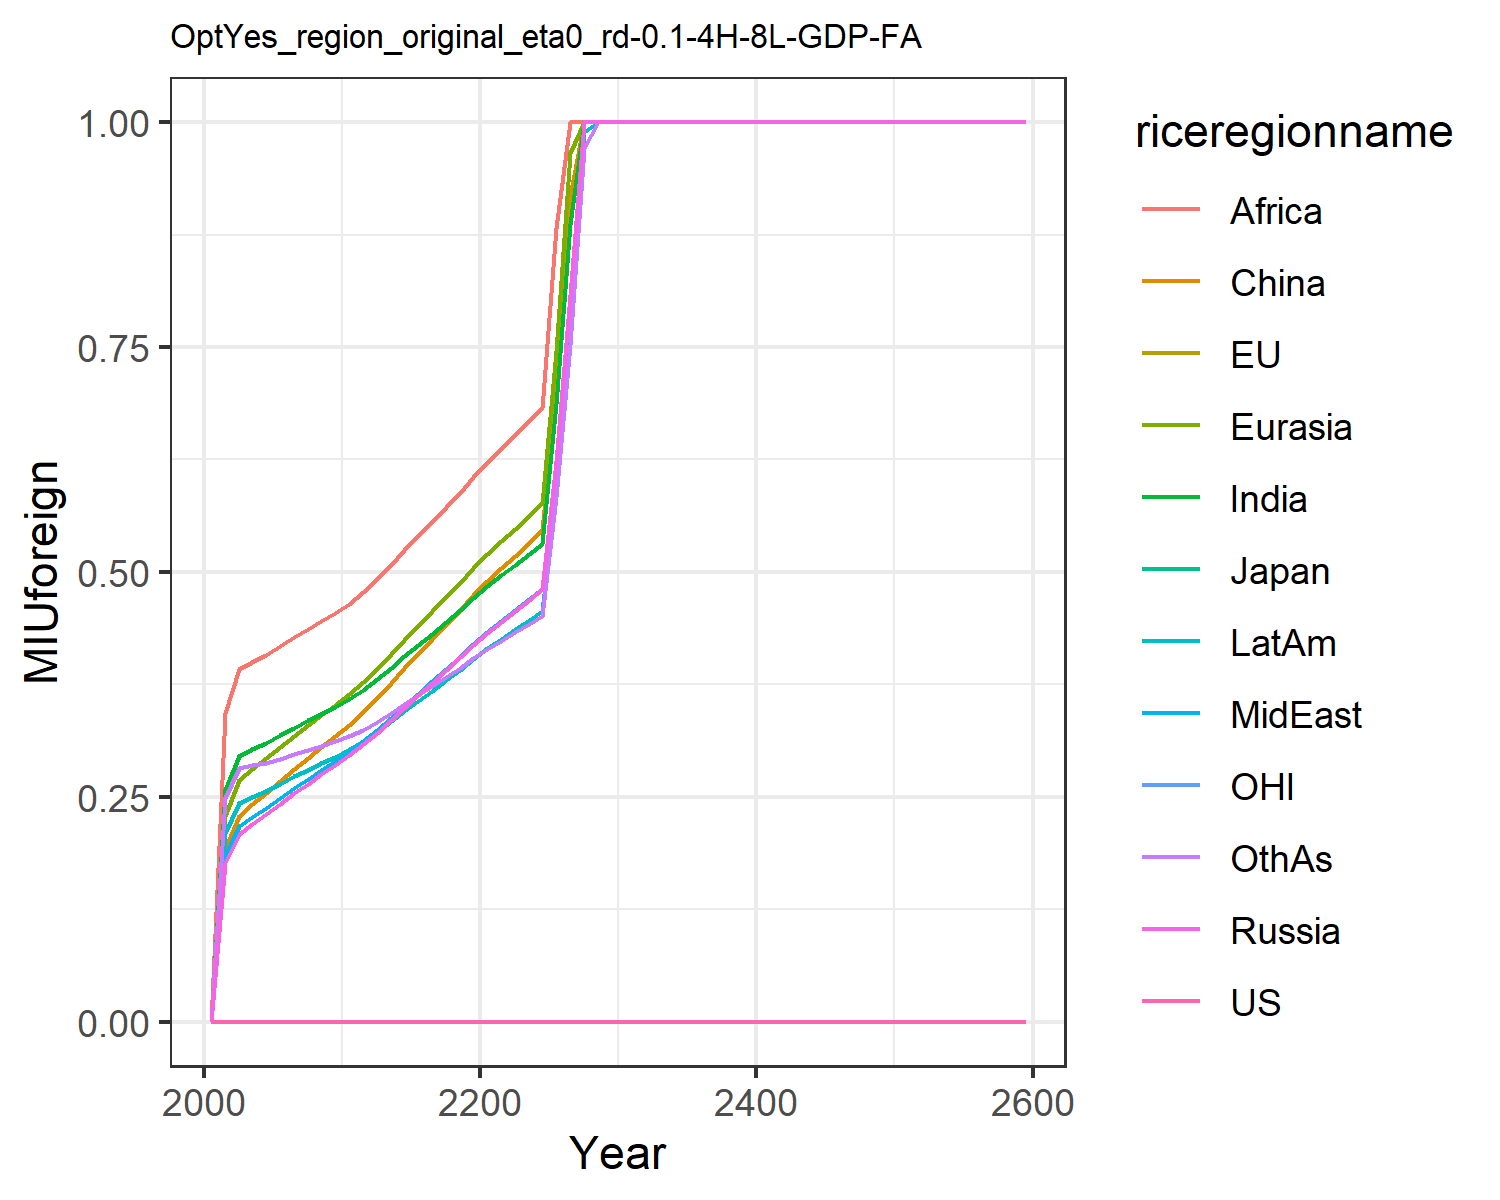 OptYes_region_original_eta0_rd-0.1-4H-8L-GDP-FA
1.00
0.75
0.50
0.25
0.00
MIUforeign
2000 2200 2400 2600
Year
riceregionname
Africa
China
EU
Eurasia
India
Japan
LatAm
MidEast
OHI
OthAs
Russia
US